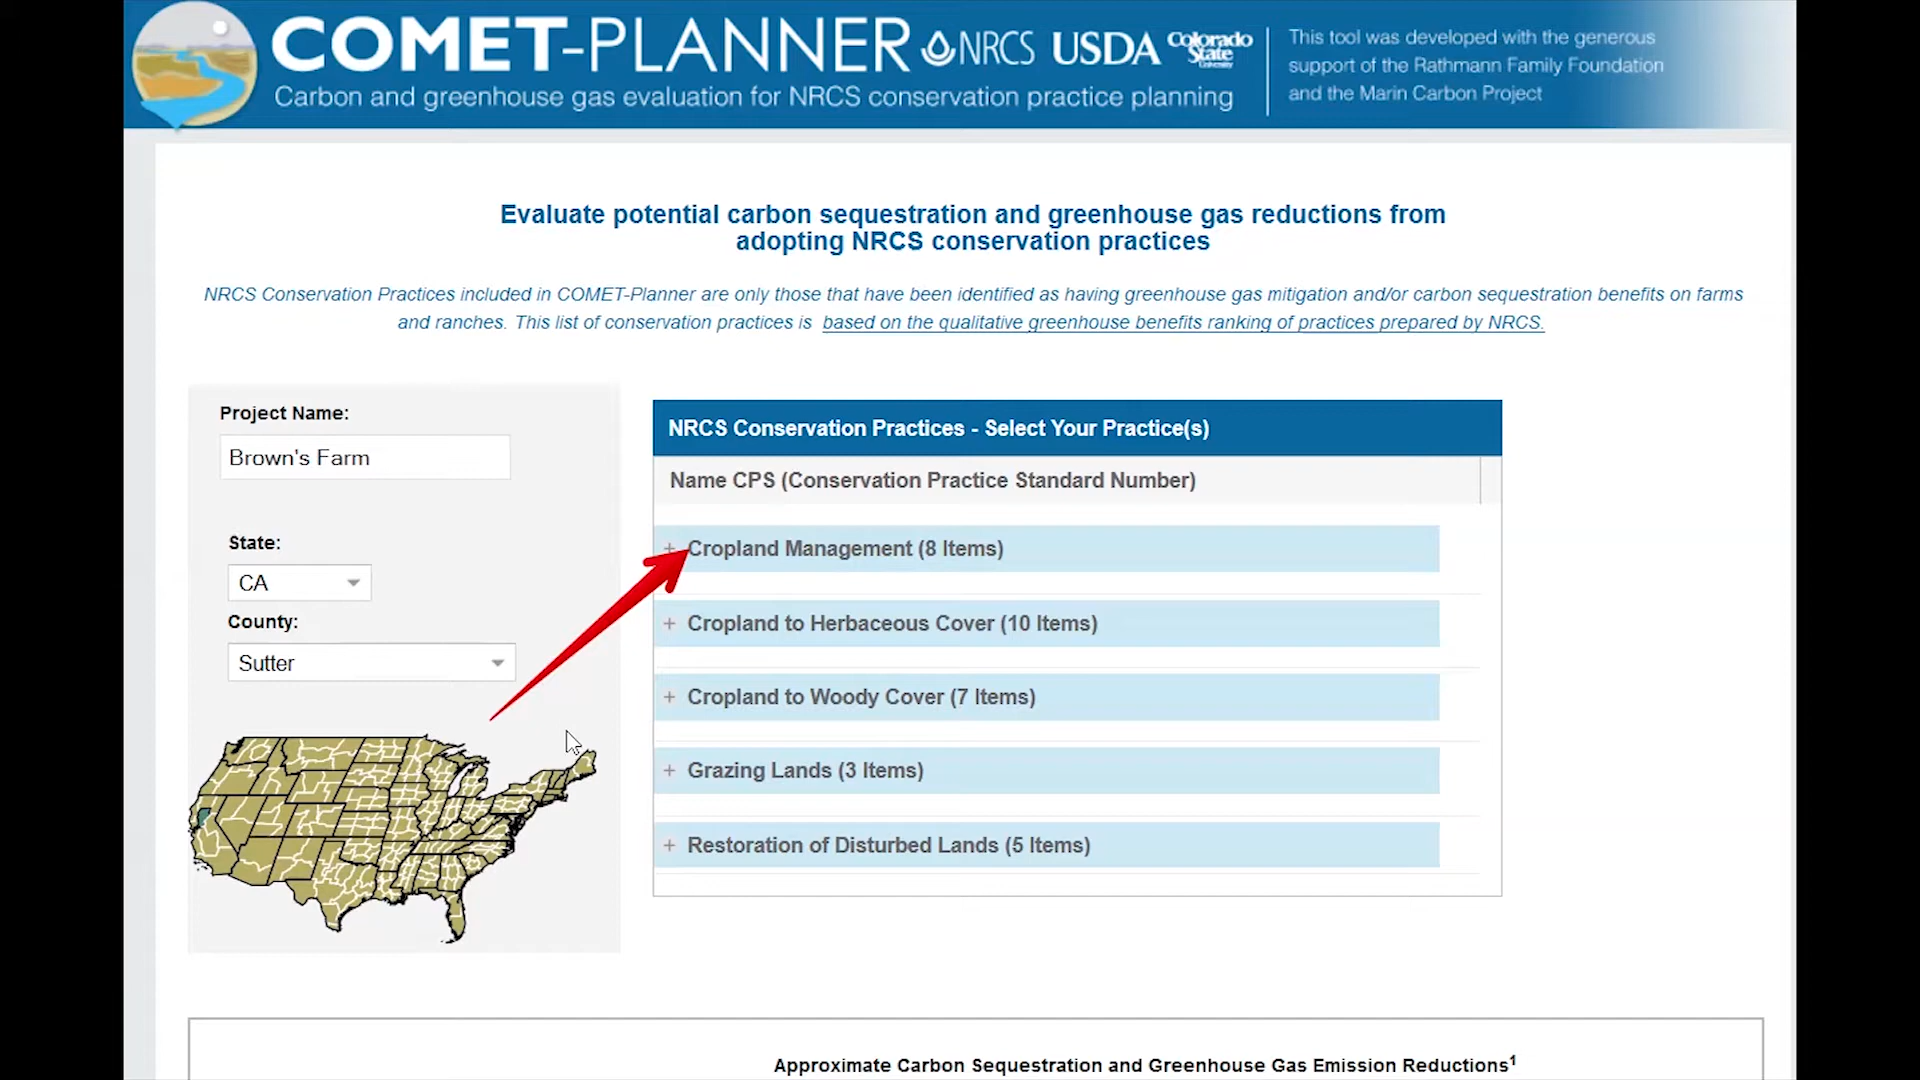 COMET-PLANNER NRCS USDA Colorado State University
Carbon and greenhouse gas evaluation for NRCS conservation practice planning
This tool was developed with the generous
support of the Rathmann Family Foundation
and the Marin Carbon Project
Evaluate potential carbon sequestration and greenhouse gas reductions from
adopting NRCS conservation practices
NRCS Conservation Practices included in COMET-Planner are only those that have been identified as having greenhouse gas mitigation and/or carbon sequestration benefits on farms
and ranches. This list of conservation practices is based on the qualitative greenhouse benefits ranking of practices prepared by NRCS.
Project Name:
Brown's Farm
State:
CA
County:
Sutter
NRCS Conservation Practices - Select Your Practice(s)
Name CPS (Conservation Practice Standard Number)
+ Cropland Management (8 Items)
+ Cropland to Herbaceous Cover (10 Items)
+ Cropland to Woody Cover (7 Items)
+ Grazing Lands (3 Items)
+ Restoration of Disturbed Lands (5 Items)
Approximate Carbon Sequestration and Greenhouse Gas Emission Reductions¹